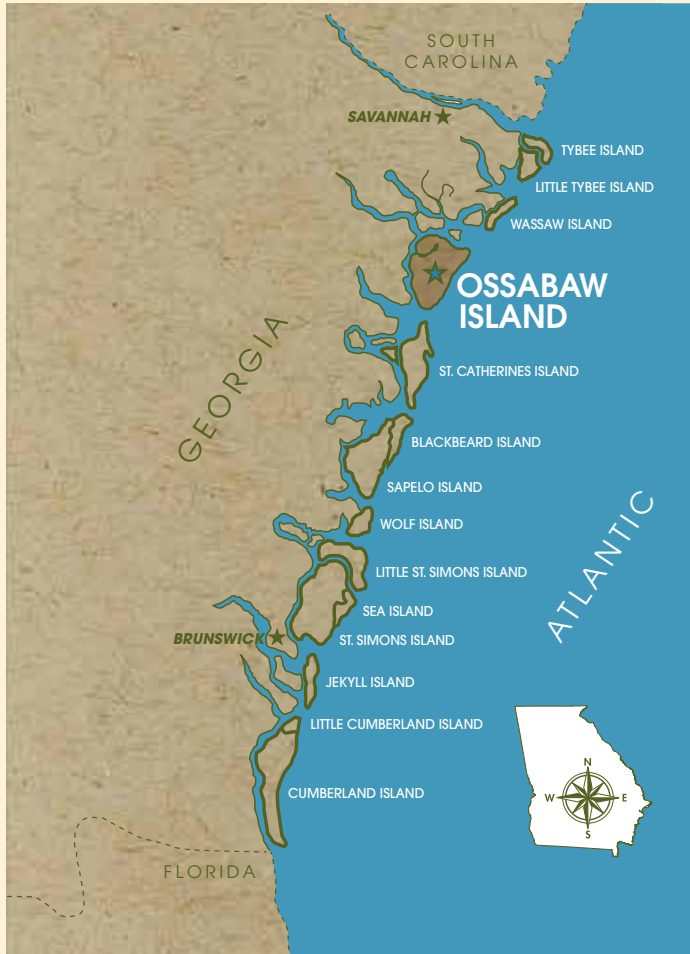 SOUTH
CAROLINA
SAVANNAH
TYBEE ISLAND
LITTLE TYBEE ISLAND
WASSAW ISLAND
OSSABAW
ISLAND
GEORGIA
ST. CATHERINES ISLAND
BLACKBEARD ISLAND
SAPELO ISLAND
WOLF ISLAND
ATLANTIC
LITTLE ST. SIMONS ISLAND
SEA ISLAND
BRUNSWICK
ST. SIMONS ISLAND
JEKYLL ISLAND
LITTLE CUMBERLAND ISLAND
CUMBERLAND ISLAND
N
W
E
S
FLORIDA